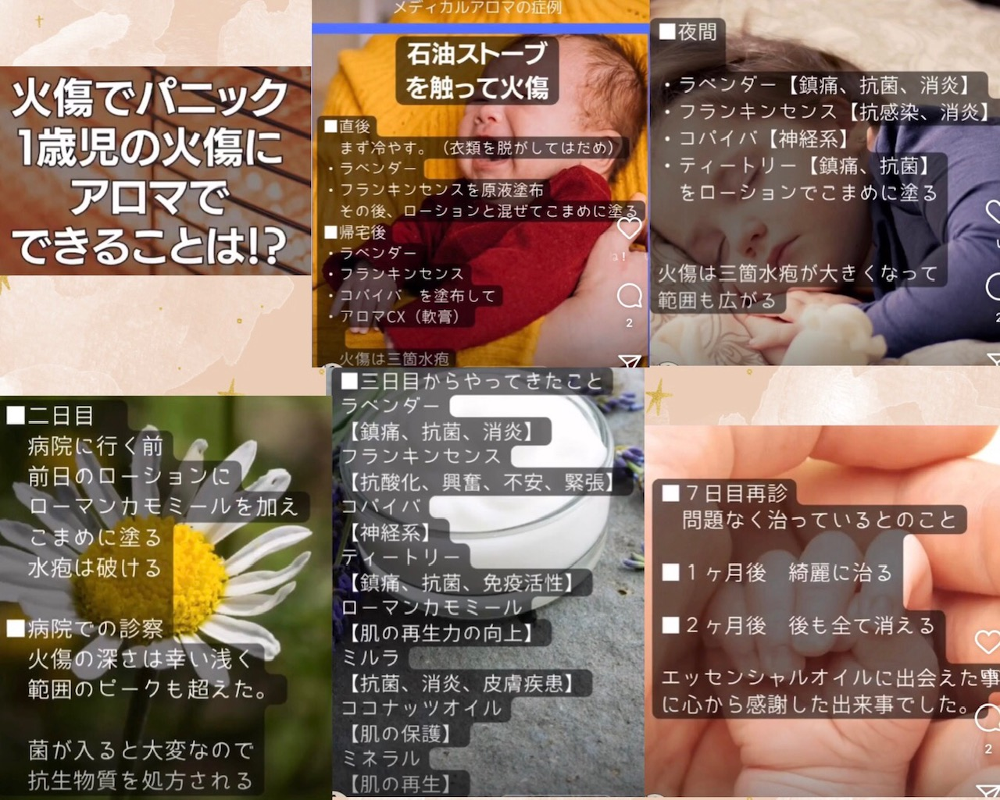 火傷でパニック
1歳児の火傷に
アロマで
できることは!?
メディカルアロマの症例
石油ストーブ
を触って火傷
■直後
まず冷やす。（衣類を脱がしてはだめ）
・ラベンダー
・フランキンセンスを原液塗布
その後、ローションと混ぜてこまめに塗る
■帰宅後
・ラベンダー
・フランキンセンス
・コパイバ　を塗布して
・アロマCX（軟膏）
火傷は三箇水疱
2
■夜間
・ラベンダー【鎮痛、抗菌、消炎】
・フランキンセンス【抗感染、消炎】
・コパイバ【神経系】
・ティートリー【鎮痛、抗菌】
をローションでこまめに塗る
火傷は三箇水疱が大きくなって
範囲も広がる
■二日目
病院に行く前
前日のローションに
ローマンカモミールを加え
こまめに塗る
水疱は破ける
■病院での診察
火傷の深さは幸い浅く
範囲のピークも超えた。
菌が入ると大変なので
抗生物質を処方される
■三日目からやってきたこと
ラベンダー
【鎮痛、抗菌、消炎】
フランキンセンス
【抗酸化、興奮、不安、緊張】
コパイバ
【神経系】
ティートリー
【鎮痛、抗菌、免疫活性】
ローマンカモミール
【肌の再生力の向上】
ミルラ
【抗菌、消炎、皮膚疾患】
ココナッツオイル
【肌の保護】
ミネラル
【肌の再生】
■７日目再診
問題なく治っているとのこと
■１ヶ月後　綺麗に治る
■２ヶ月後　後も全て消える
エッセンシャルオイルに出会えた事
に心から感謝した出来事でした。
2